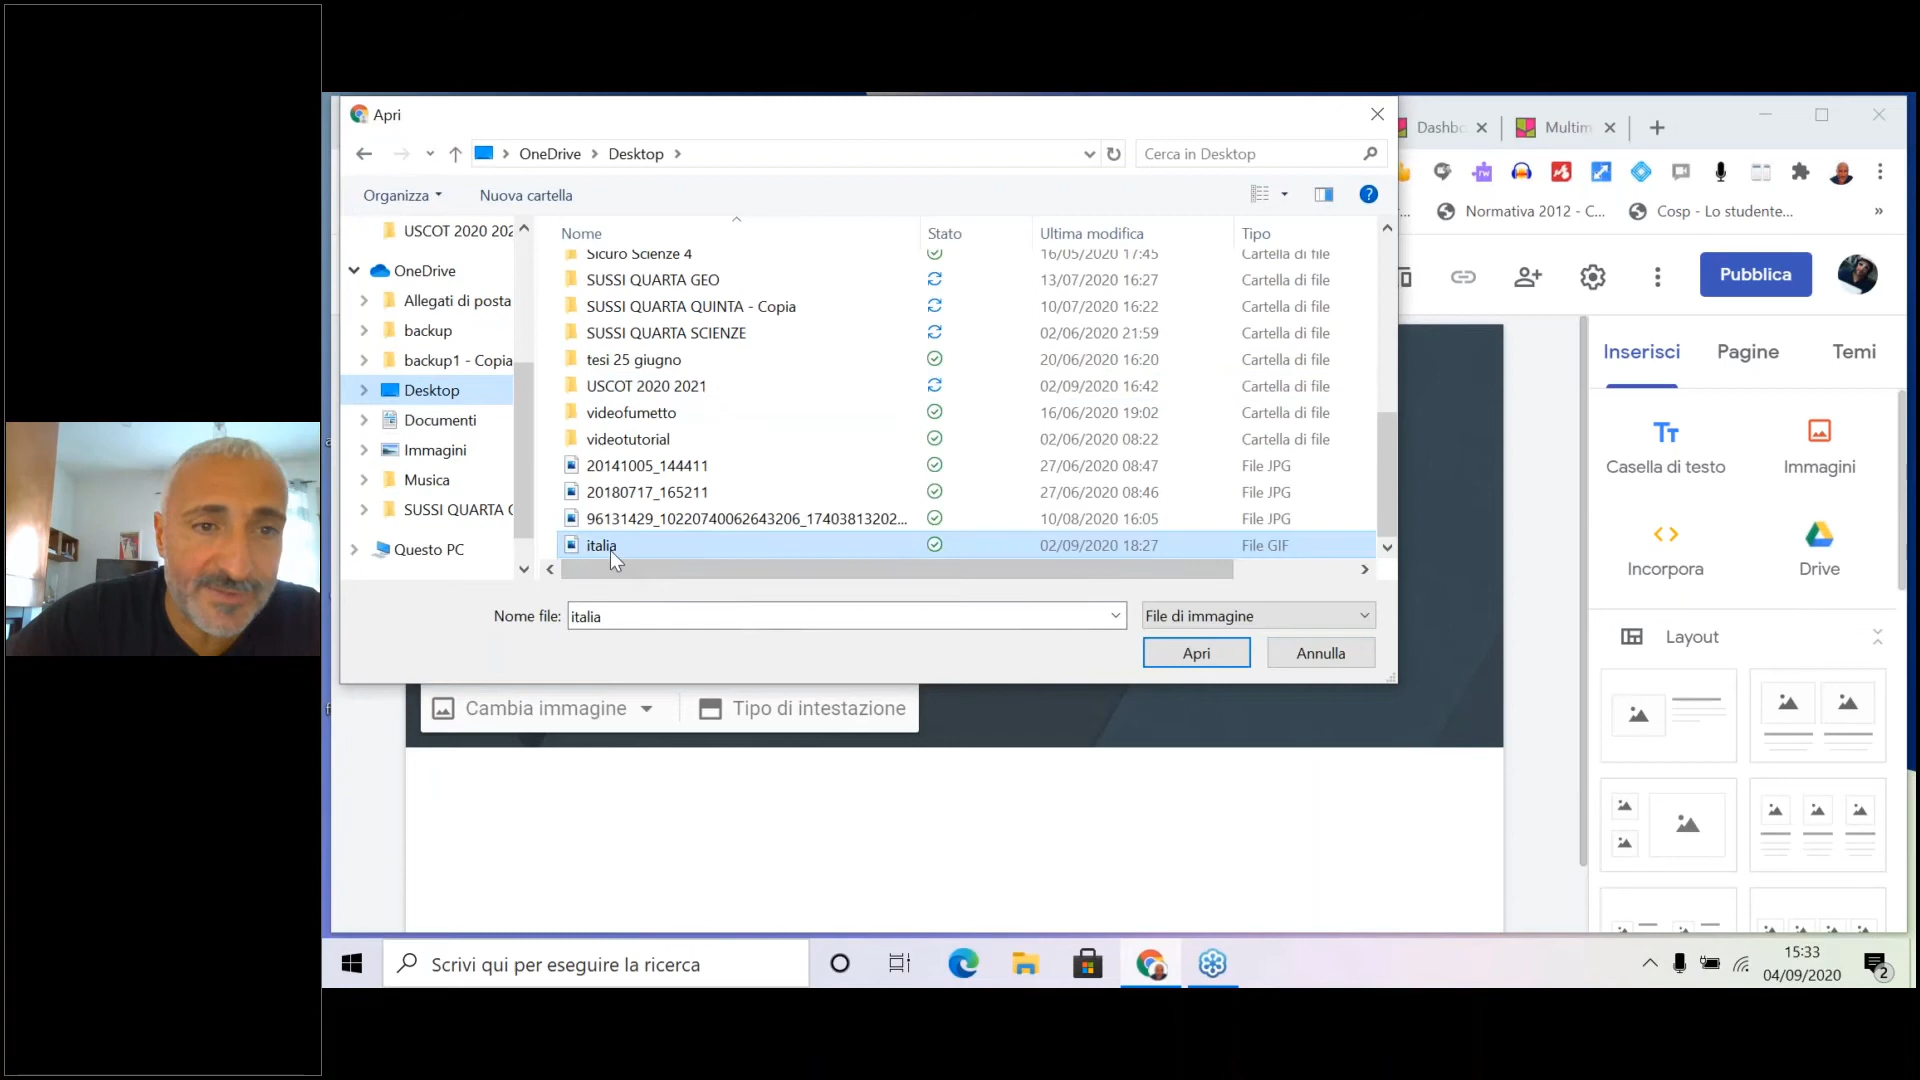 Apri
OneDrive
Desktop
Cerca in Desktop
Organizza
Nuova cartella
Nome
Stato
Ultima modifica
Tipo
USCOT 2020 202
OneDrive
Allegati di posta
backup
backup1 - Copia
Desktop
Documenti
Immagini
Musica
SUSSI QUARTA
Questo PC
Sicuro Scienze 4
16/05/2020 17:45
Cartella di file
SUSSI QUARTA GEO
13/07/2020 16:27
Cartella di file
SUSSI QUARTA QUINTA - Copia
10/07/2020 16:22
Cartella di file
SUSSI QUARTA SCIENZE
02/06/2020 21:59
Cartella di file
tesi 25 giugno
20/06/2020 16:20
Cartella di file
USCOT 2020 2021
02/09/2020 16:42
Cartella di file
videofumetto
16/06/2020 19:02
Cartella di file
videotutorial
02/06/2020 08:22
Cartella di file
20141005_144411
27/06/2020 08:47
File JPG
20180717_165211
27/06/2020 08:46
File JPG
96131429_10220740062643206_17403813202...
10/08/2020 16:05
File JPG
italia
02/09/2020 18:27
File GIF
Nome file:
italia
File di immagine
Apri
Annulla
Dashbo
Multim
Normativa 2012 - C...
Cosp - Lo studente...
»
Pubblica
Inserisci
Pagine
Temi
Tt
Casella di testo
Immagini
Incorpora
Drive
Layout
Cambia immagine
Tipo di intestazione
Scrivi qui per eseguire la ricerca
15:33
04/09/2020
2